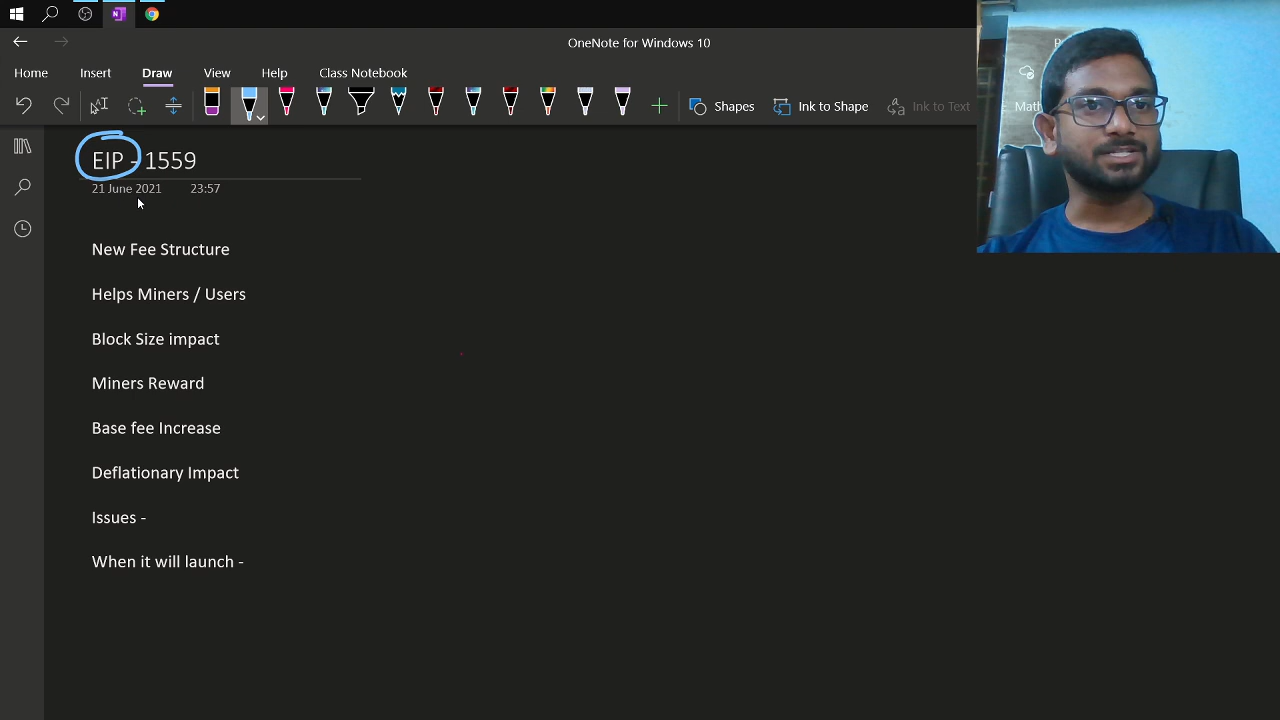 OneNote for Windows 10
Home Insert Draw View Help Class Notebook
Shapes Ink to Shape Ink to Text Math
EIP - 1559
21 June 2021 23:57
New Fee Structure
Helps Miners / Users
Block Size impact
Miners Reward
Base fee Increase
Deflationary Impact
Issues -
When it will launch -